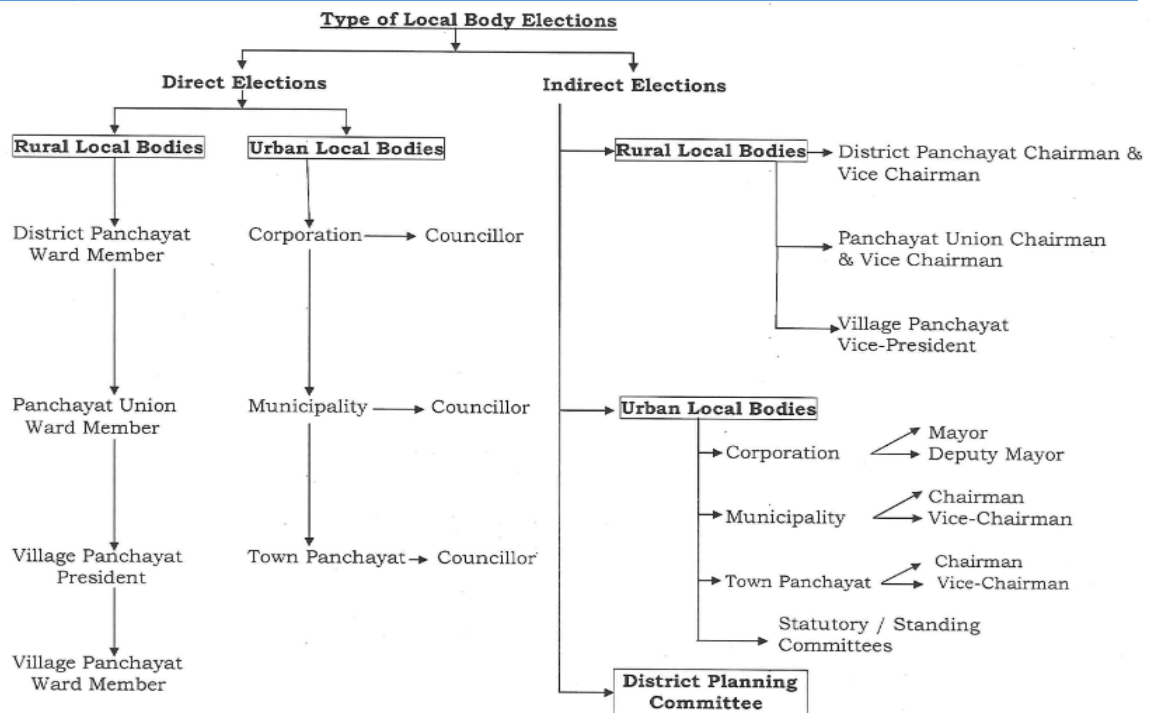 Type of Local Body Elections
Direct Elections
Rural Local Bodies
District Panchayat
Ward Member
Panchayat Union
Ward Member
Village Panchayat
President
Village Panchayat
Ward Member
Urban Local Bodies
Corporation
Councillor
Municipality
Councillor
Town Panchayat
Councillor
Indirect Elections
Rural Local Bodies
District Panchayat Chairman &
Vice Chairman
Panchayat Union Chairman
& Vice Chairman
Village Panchayat
Vice-President
Urban Local Bodies
Corporation
Mayor
Deputy Mayor
Municipality
Chairman
Vice-Chairman
Town Panchayat
Chairman
Vice-Chairman
Statutory / Standing
Committees
District Planning
Committee